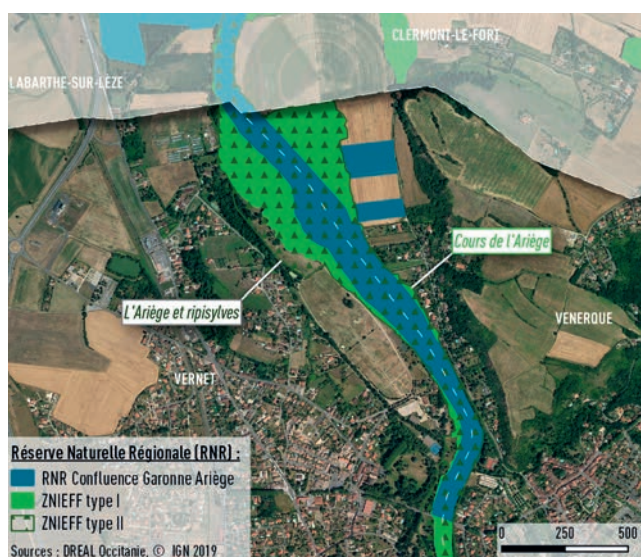 CLERMONT-LE-FORT
LABARTHE-SUR-LEZE
Cours de l'Ariège
L'Ariège et ripisylves
VENERQUE
VERNET
Réserve Naturelle Régionale (RNR) :
RNR Confluence Garonne Ariège
ZNIEFF type I
ZNIEFF type II
Sources : DREAL Occitanie, © IGN 2019
0 250 500